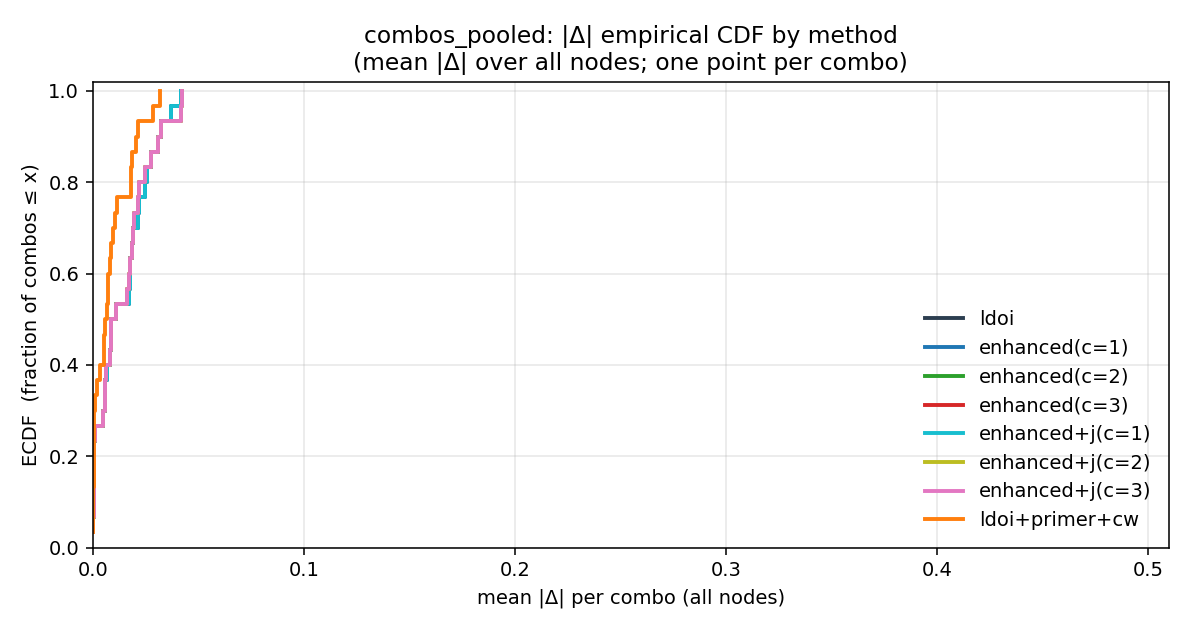 combos_pooled: |Δ| empirical CDF by method
(mean |Δ| over all nodes; one point per combo)
ECDF  (fraction of combos ≤ x)
1.0
0.8
0.6
0.4
0.2
0.0
ldoi
enhanced(c=1)
enhanced(c=2)
enhanced(c=3)
enhanced+j(c=1)
enhanced+j(c=2)
enhanced+j(c=3)
ldoi+primer+cw
0.0 0.1 0.2 0.3 0.4 0.5
mean |Δ| per combo (all nodes)